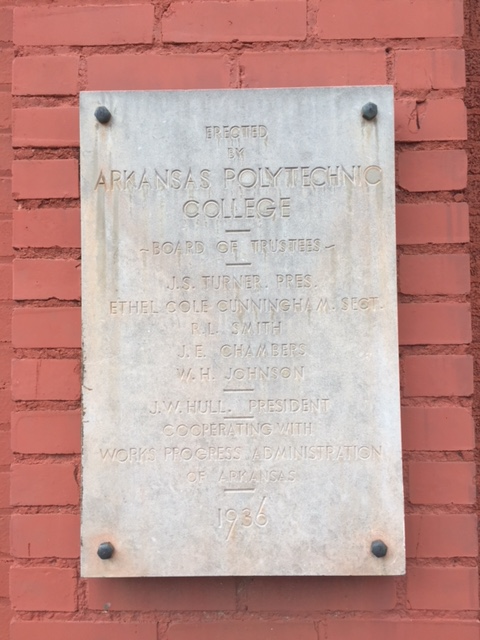 ERECTED
BY
ARKANSAS POLYTECHNIC
COLLEGE
~BOARD OF TRUSTEES~
J.S. TURNER. PRES.
ETHEL COLE CUNNINGHAM. SECT.
R.L. SMITH
J.E. CHAMBERS
W.H. JOHNSON
J.W. HULL. PRESIDENT
COOPERATING WITH
WORKS PROGRESS ADMINISTRATION
OF ARKANSAS
1936